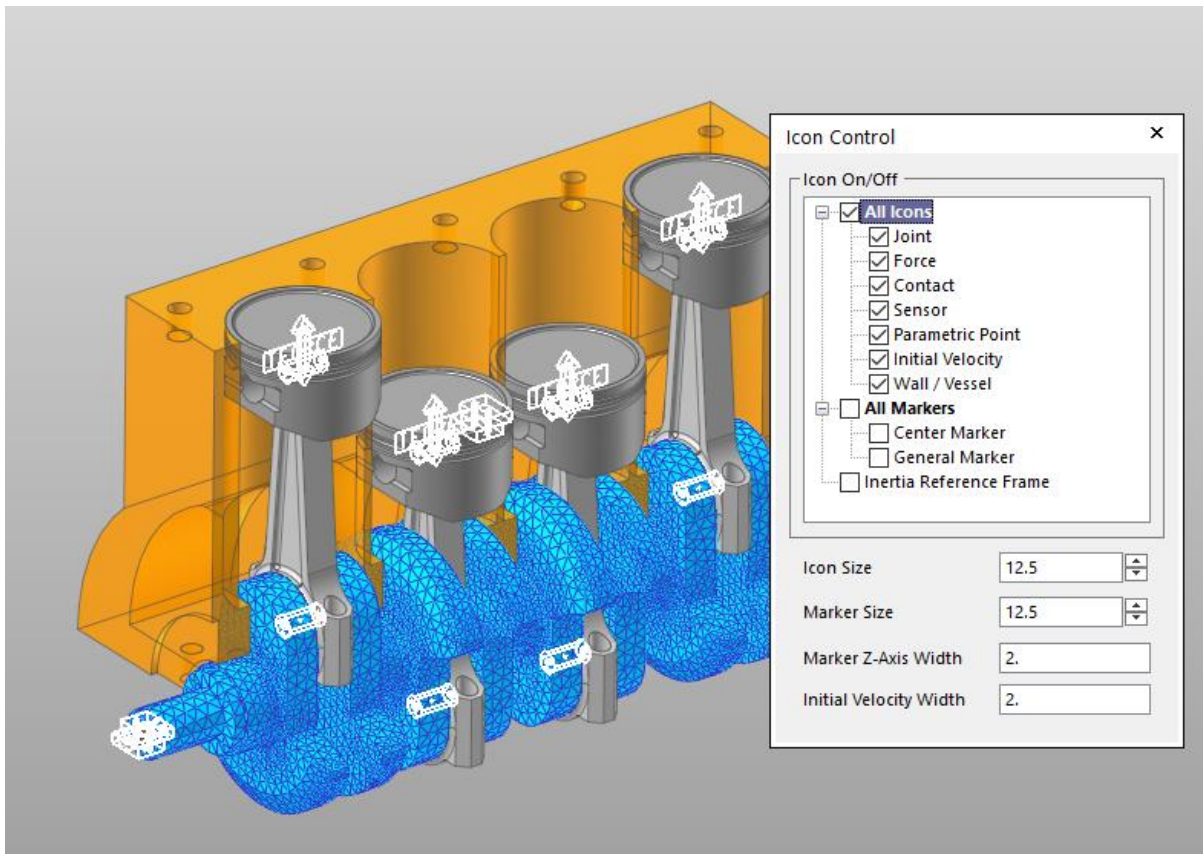 Icon Control
Icon On/Off
All Icons
Joint
Force
Contact
Sensor
Parametric Point
Initial Velocity
Wall / Vessel
All Markers
Center Marker
General Marker
Inertia Reference Frame
Icon Size 12.5
Marker Size 12.5
Marker Z-Axis Width 2.
Initial Velocity Width 2.